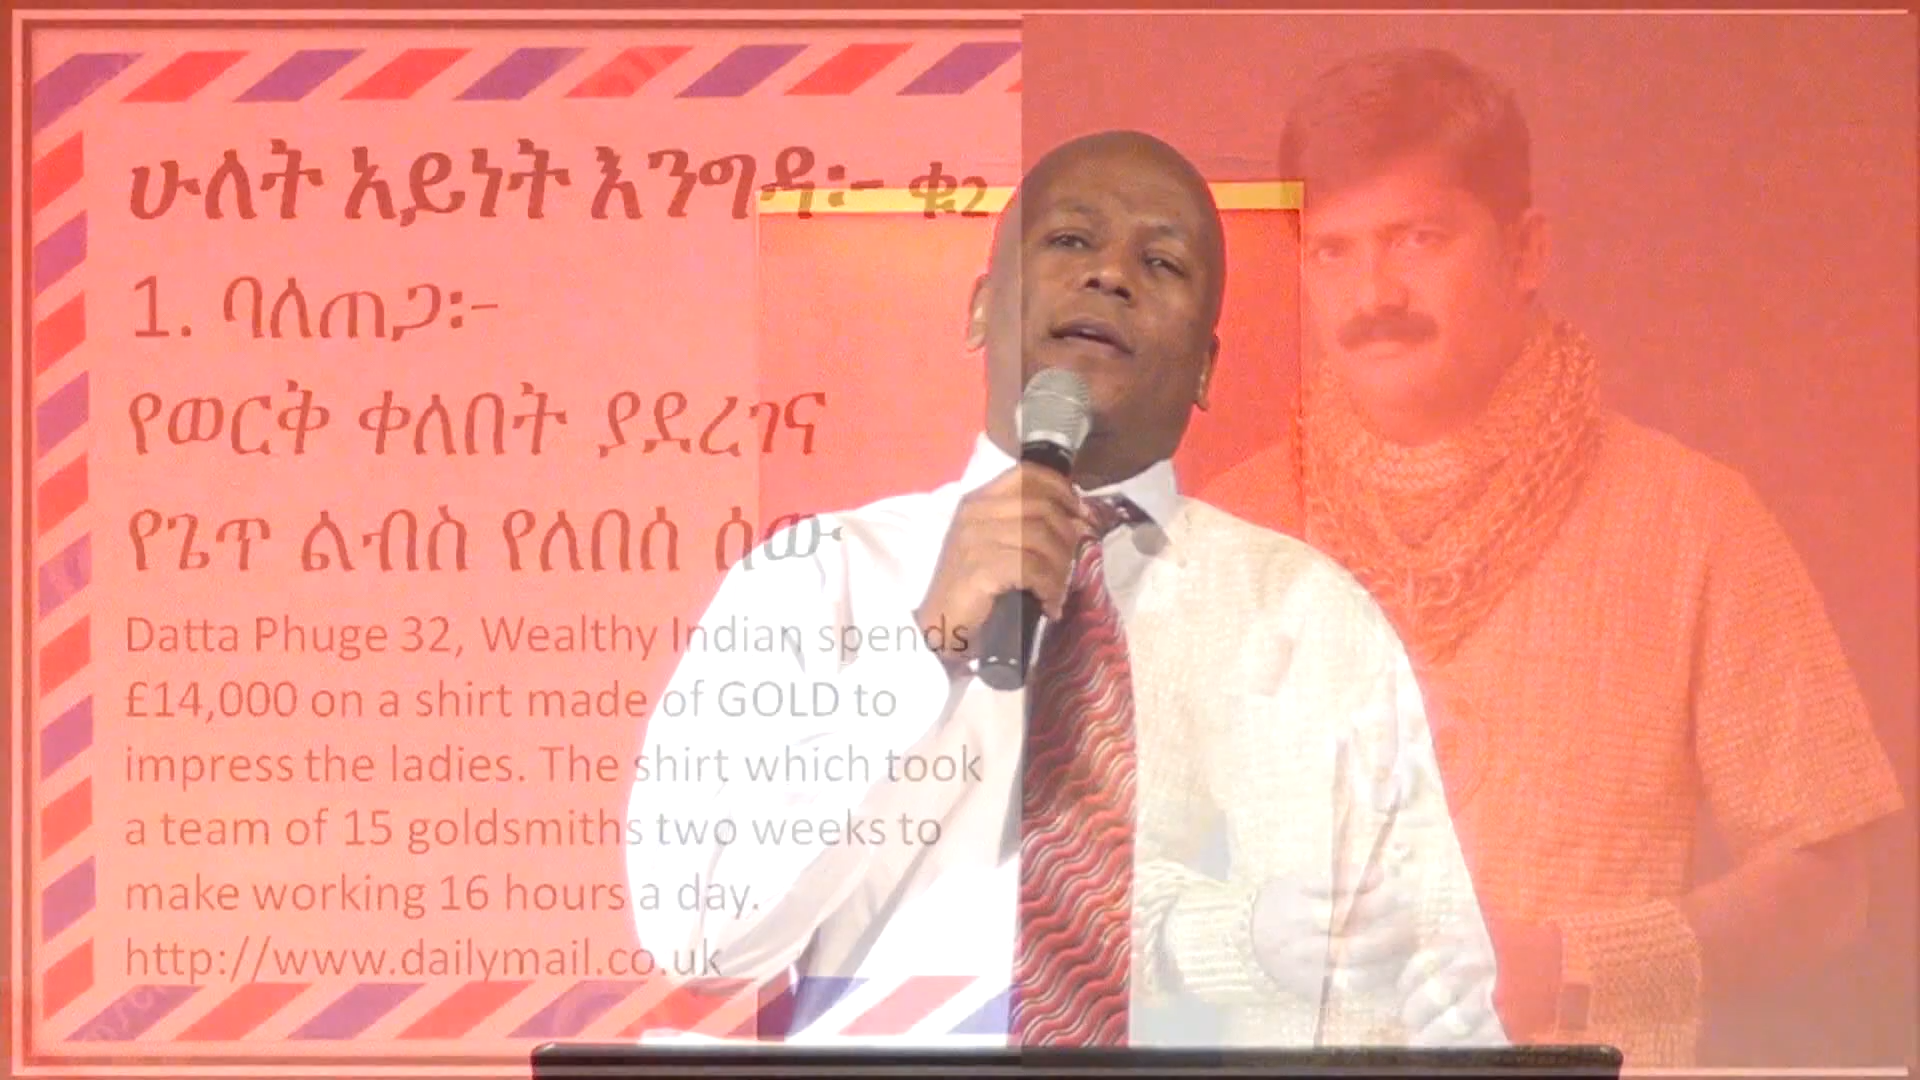 ሁለት አይነት እንግዳ፡- ቁ2
1. ባለጠጋ፡-
የወርቅ ቀለበት ያደረገና
የጌጥ ልብስ የለበሰ ሰው
Datta Phuge 32, Wealthy Indian spends
£14,000 on a shirt made of GOLD to
impress the ladies. The shirt which took
a team of 15 goldsmiths two weeks to
make working 16 hours a day.
http://www.dailymail.co.uk